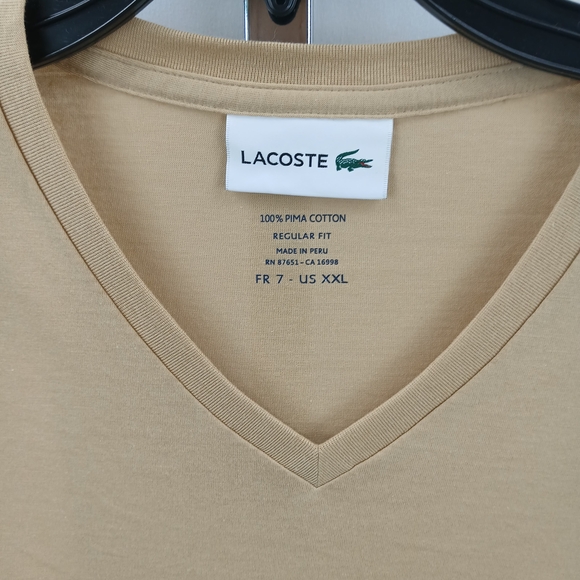 LACOSTE
100% PIMA COTTON
REGULAR FIT
MADE IN PERU
RN 87651 - CA 16998
FR 7 - US XXL